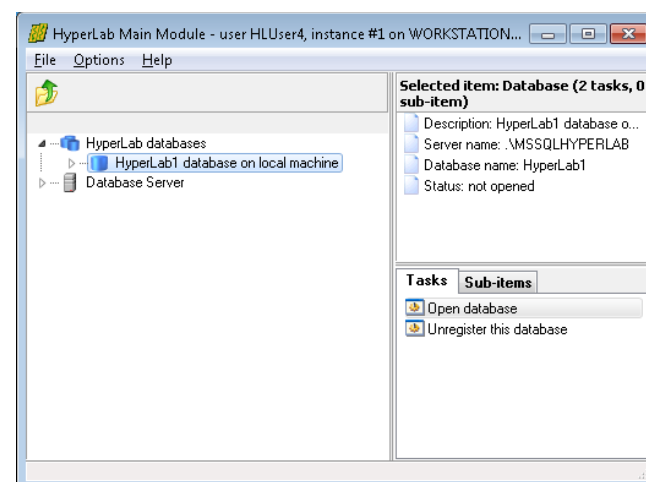 HyperLab Main Module - user HLUser4, instance #1 on WORKSTATION...
File Options Help
Selected item: Database (2 tasks, 0
sub-item)
HyperLab databases
HyperLab1 database on local machine
Database Server
Description: HyperLab1 database o...
Server name: .\MSSQLHYPERLAB
Database name: HyperLab1
Status: not opened
Tasks Sub-items
Open database
Unregister this database